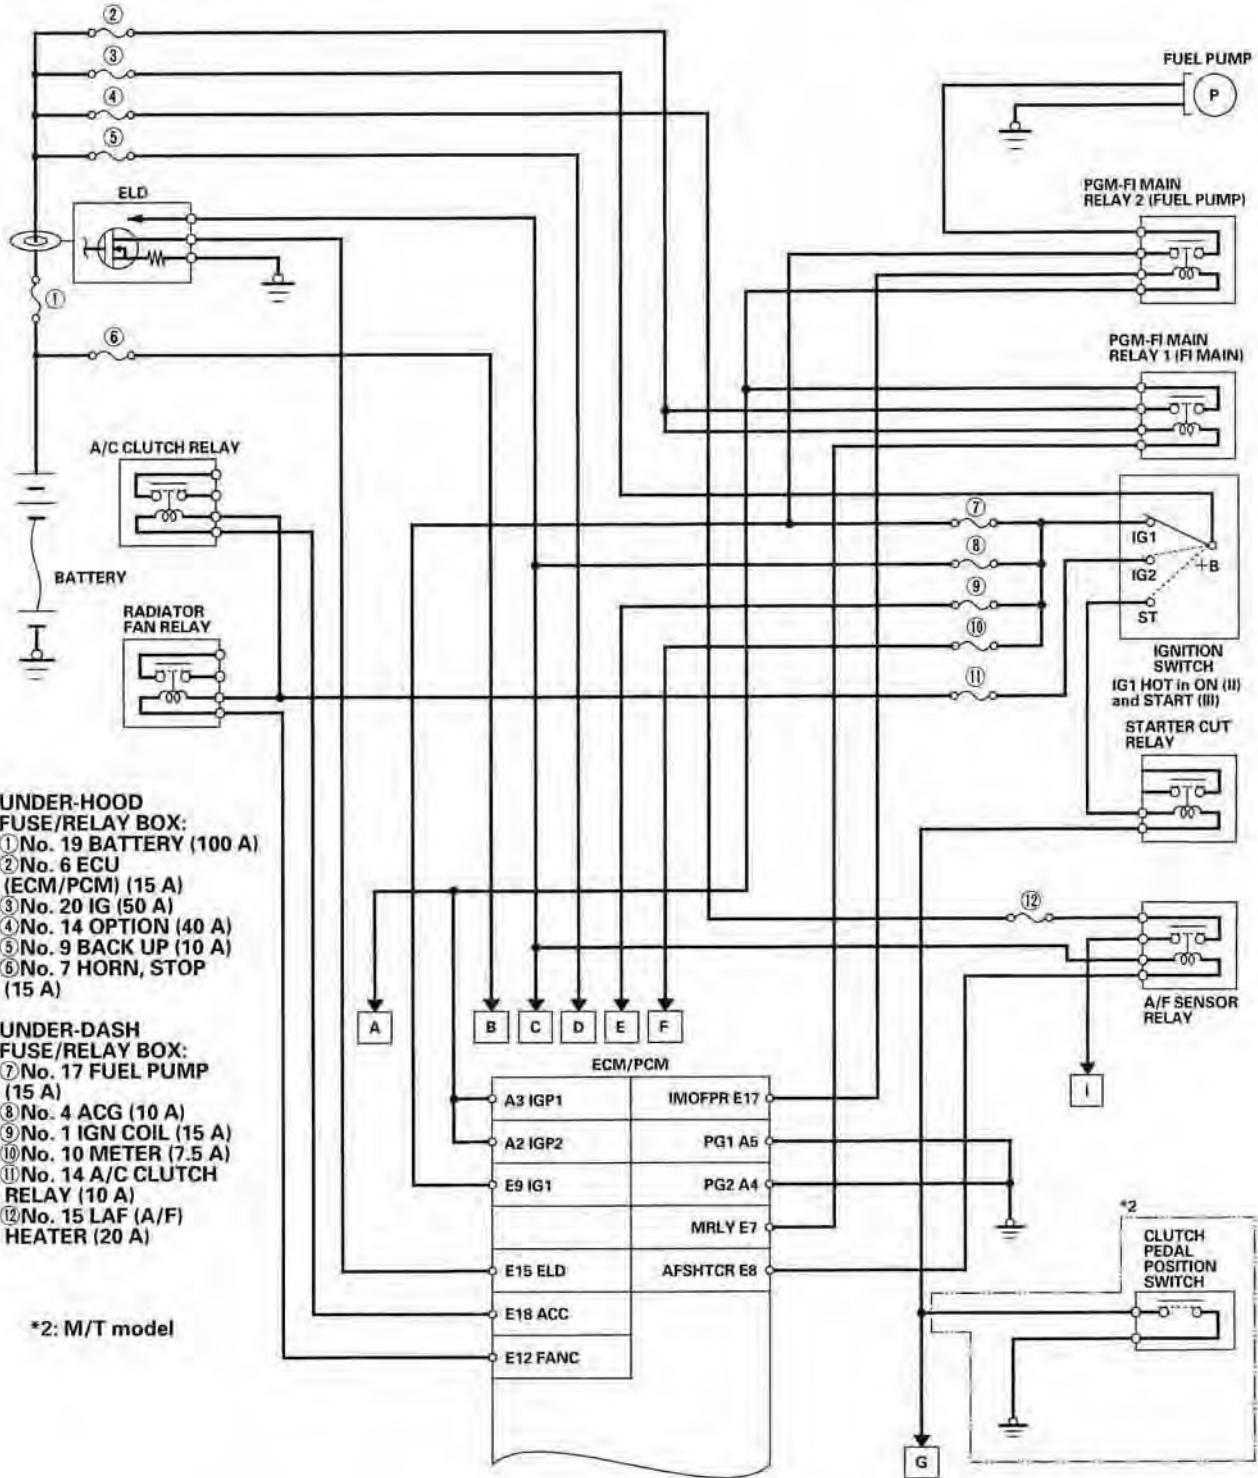 ②
③
④
⑤
ELD
①
⑥
A/C CLUTCH RELAY
BATTERY
RADIATOR
FAN RELAY
FUEL PUMP
P
PGM-FI MAIN
RELAY 2 (FUEL PUMP)
PGM-FI MAIN
RELAY 1 (FI MAIN)
⑦
⑧
⑨
⑩
⑪
IG1
IG2
+B
ST
IGNITION
SWITCH
IG1 HOT in ON (II)
and START (III)
STARTER CUT
RELAY
⑫
A/F SENSOR
RELAY
UNDER-HOOD
FUSE/RELAY BOX:
①No. 19 BATTERY (100 A)
②No. 6 ECU
(ECM/PCM) (15 A)
③No. 20 IG (50 A)
④No. 14 OPTION (40 A)
⑤No. 9 BACK UP (10 A)
⑥No. 7 HORN, STOP
(15 A)
UNDER-DASH
FUSE/RELAY BOX:
⑦No. 17 FUEL PUMP
(15 A)
⑧No. 4 ACG (10 A)
⑨No. 1 IGN COIL (15 A)
⑩No. 10 METER (7.5 A)
⑪No. 14 A/C CLUTCH
RELAY (10 A)
⑫No. 15 LAF (A/F)
HEATER (20 A)
*2: M/T model
A
B
C
D
E
F
I
ECM/PCM
A3 IGP1
A2 IGP2
E9 IG1
E15 ELD
E18 ACC
E12 FANC
IMOFPR E17
PG1 A5
PG2 A4
MRLY E7
AFSHTCR E8
*2
CLUTCH
PEDAL
POSITION
SWITCH
G